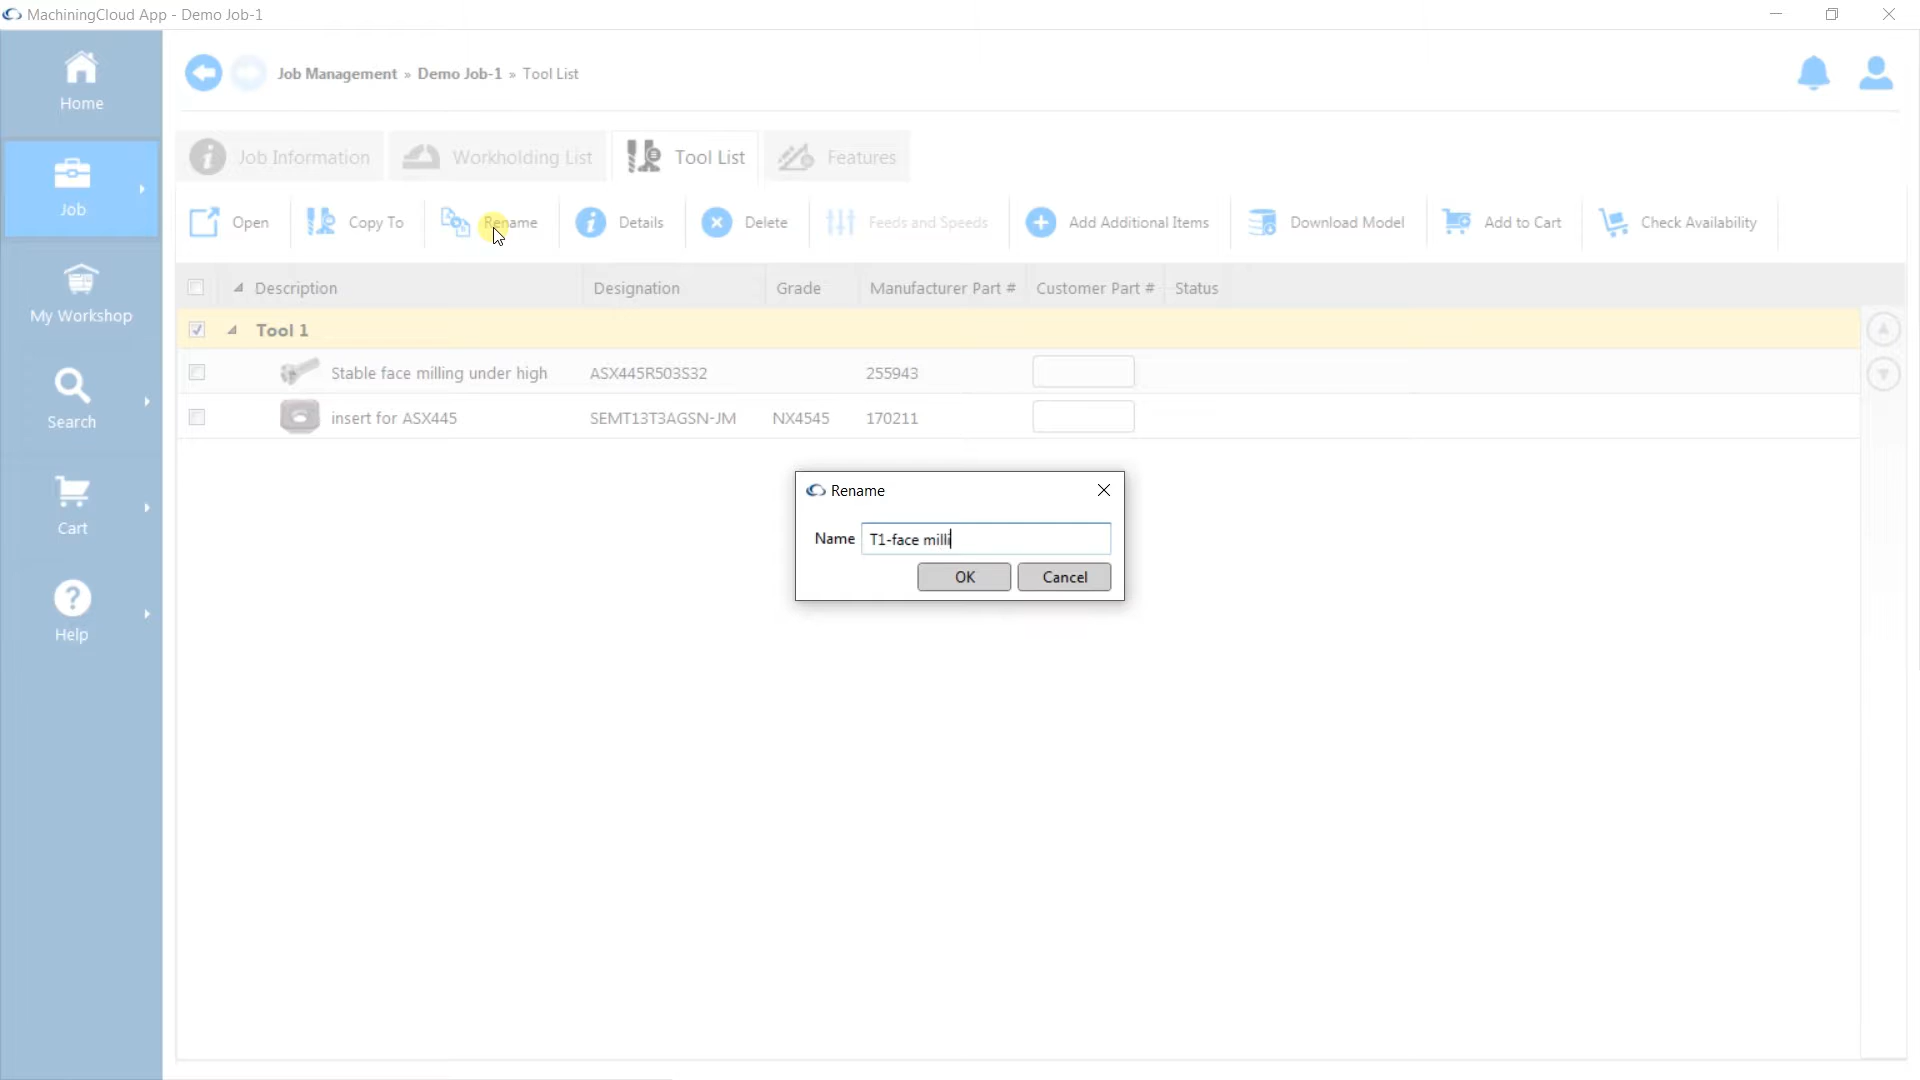 MachiningCloud App - Demo Job-1
Home
Job
My Workshop
Search
Cart
Help
Job Management » Demo Job-1 » Tool List
Job Information
Workholding List
Tool List
Features
Open
Copy To
Rename
Details
Delete
Feeds and Speeds
Add Additional Items
Download Model
Add to Cart
Check Availability
Description Designation Grade Manufacturer Part # Customer Part # Status
Tool 1
Stable face milling under high ASX445R503S32 255943
insert for ASX445 SEMT13T3AGSN-JM NX4545 170211
Rename
Name T1-face milli
OK Cancel